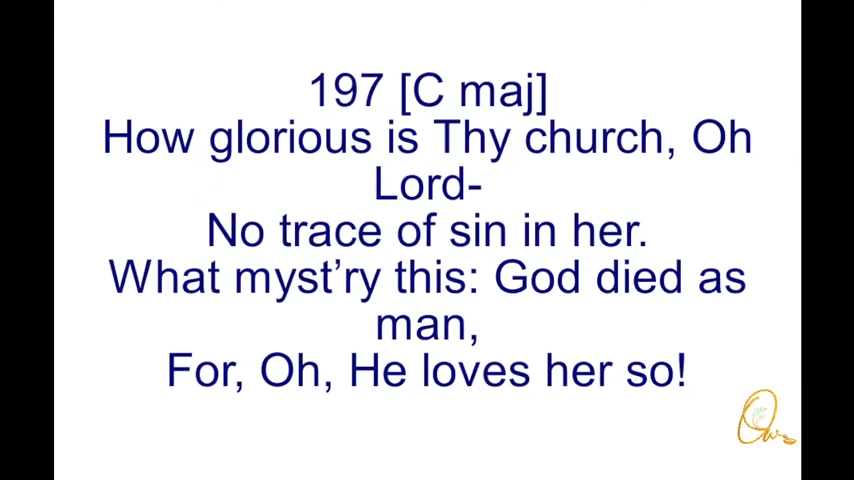 197 [C maj]
How glorious is Thy church, Oh
Lord-
No trace of sin in her.
What myst’ry this: God died as
man,
For, Oh, He loves her so!